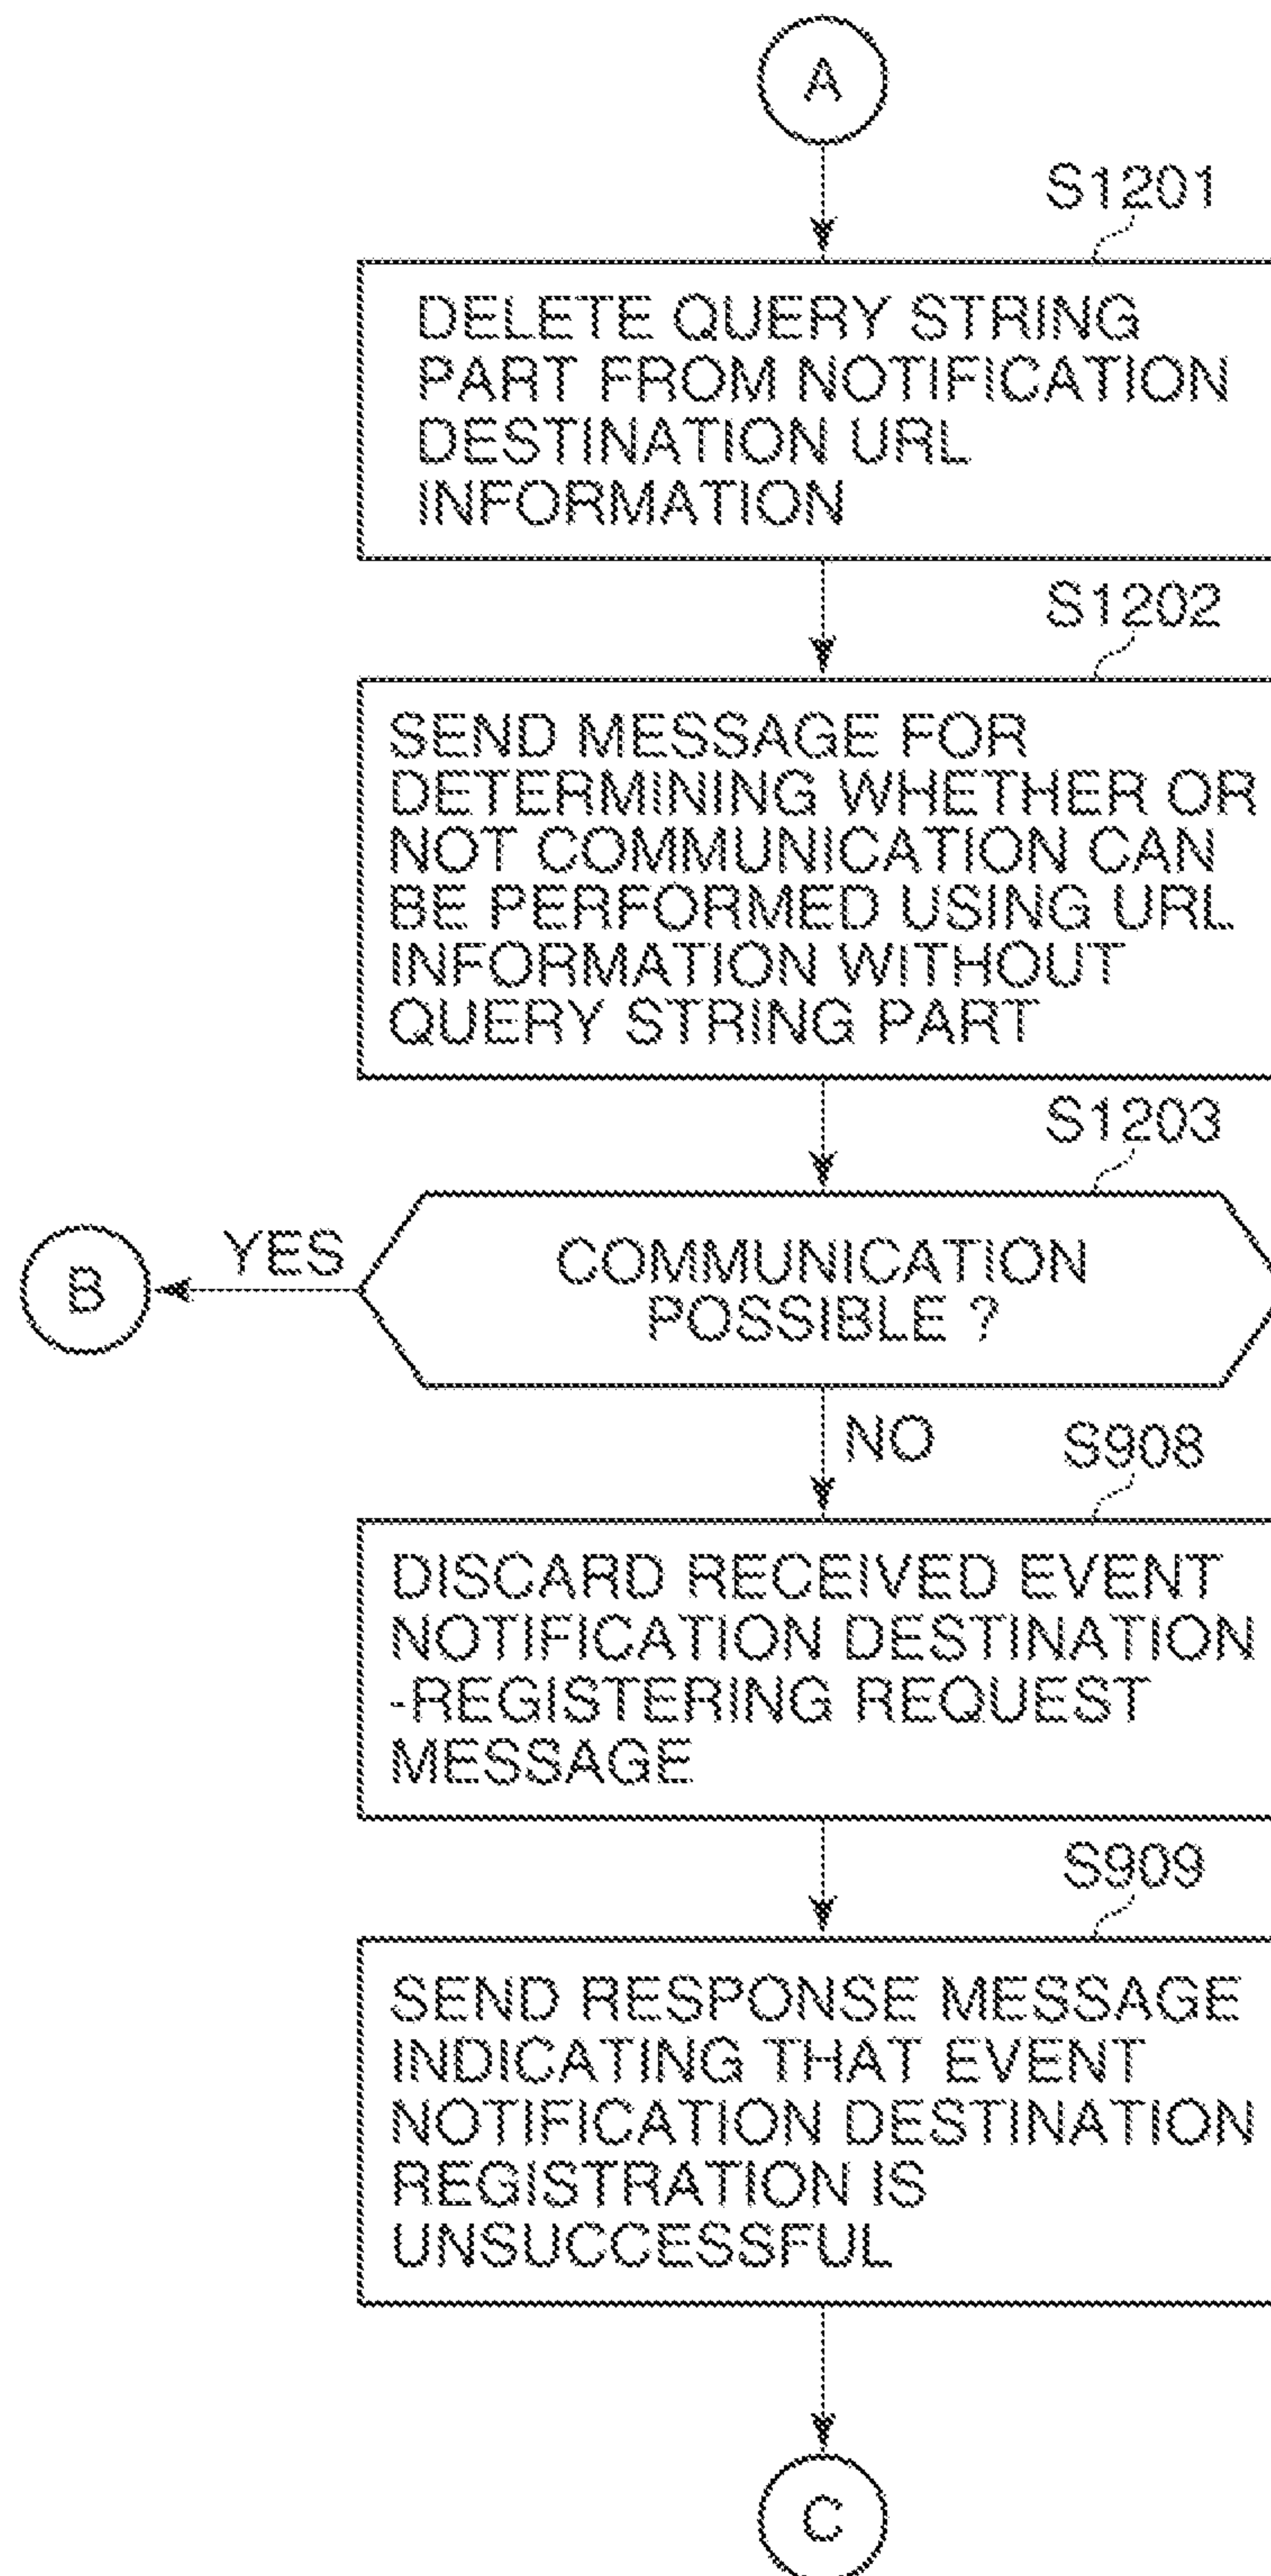 A
S1201
DELETE QUERY STRING
PART FROM NOTIFICATION
DESTINATION URL
INFORMATION
S1202
SEND MESSAGE FOR
DETERMINING WHETHER OR
NOT COMMUNICATION CAN
BE PERFORMED USING URL
INFORMATION WITHOUT
QUERY STRING PART
S1203
YES
B
COMMUNICATION
POSSIBLE ?
NO
S908
DISCARD RECEIVED EVENT
NOTIFICATION DESTINATION
-REGISTERING REQUEST
MESSAGE
S909
SEND RESPONSE MESSAGE
INDICATING THAT EVENT
NOTIFICATION DESTINATION
REGISTRATION IS
UNSUCCESSFUL
C